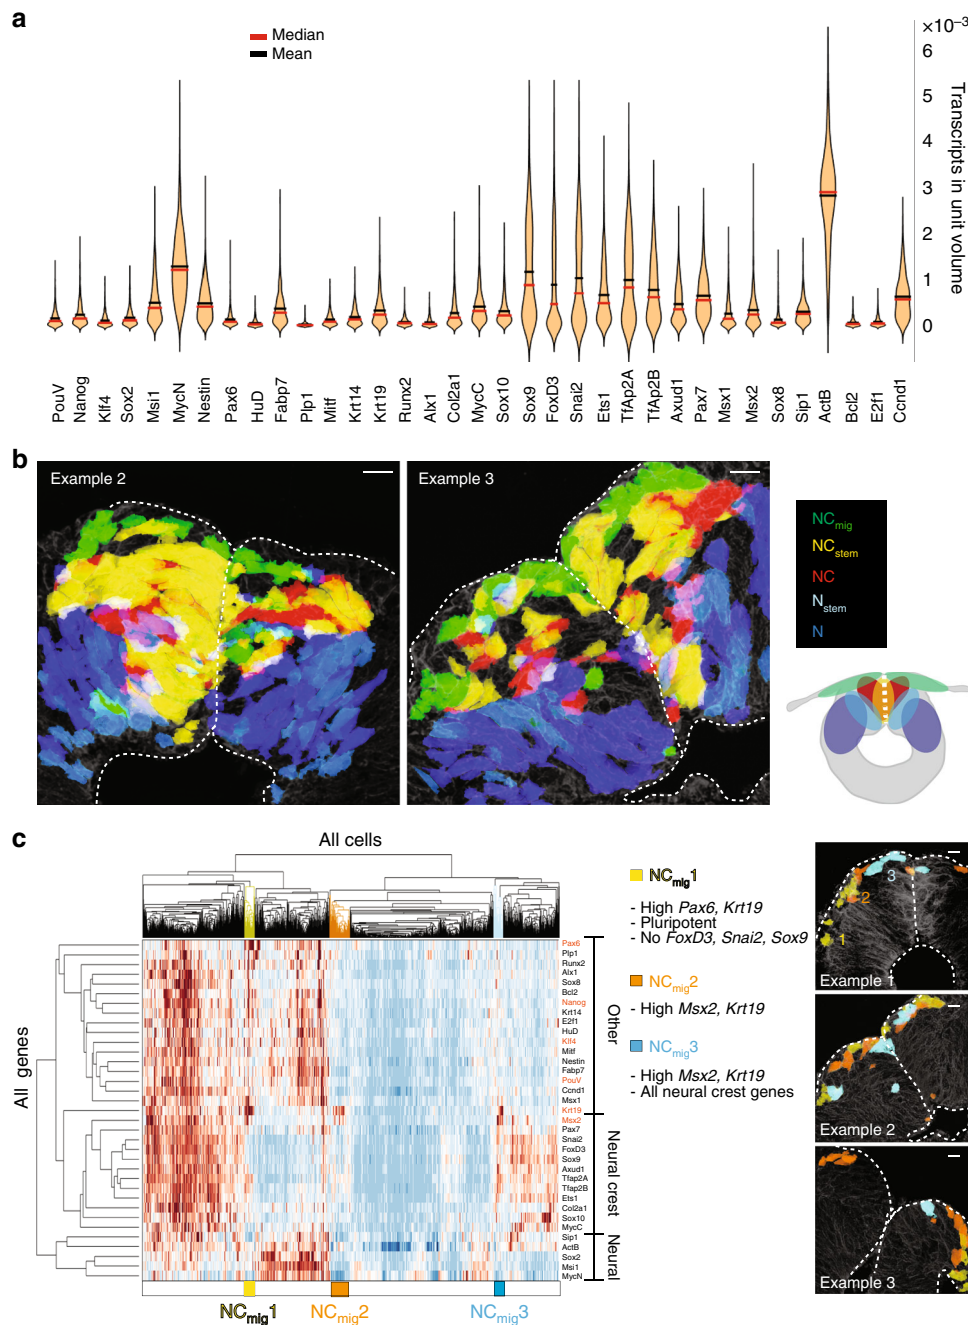 a
Median
Mean
×10⁻³
6
5
4
3
2
1
0
Transcripts in unit volume
PouV
Nanog
Klf4
Sox2
Msi1
MycN
Nestin
Pax6
HuD
Fabp7
Plp1
Mitf
Krt14
Krt19
Runx2
Alx1
Col2a1
MycC
Sox10
Sox9
FoxD3
Snai2
Ets1
TfAp2A
TfAp2B
Axud1
Pax7
Msx1
Msx2
Sox8
Sip1
ActB
Bcl2
E2f1
Ccnd1
b
Example 2
Example 3
NCmig
NCstem
NC
Nstem
N
c
All cells
All genes
Pax6
Plp1
Runx2
Alx1
Sox8
Bcl2
Nanog
Krt14
E2f1
HuD
Klf4
Mitf
Nestin
Fabp7
PouV
Ccnd1
Msx1
Krt19
Msx2
Pax7
Snai2
FoxD3
Sox9
Axud1
Tfap2A
Tfap2B
Ets1
Col2a1
Sox10
MycC
Sip1
ActB
Sox2
Msi1
MycN
Other
Neural crest
Neural
NCmig1
NCmig2
NCmig3
NCmig1
- High Pax6, Krt19
- Pluripotent
- No FoxD3, Snai2, Sox9
NCmig2
- High Msx2, Krt19
NCmig3
- High Msx2, Krt19
- All neural crest genes
3
2
1
Example 1
Example 2
Example 3